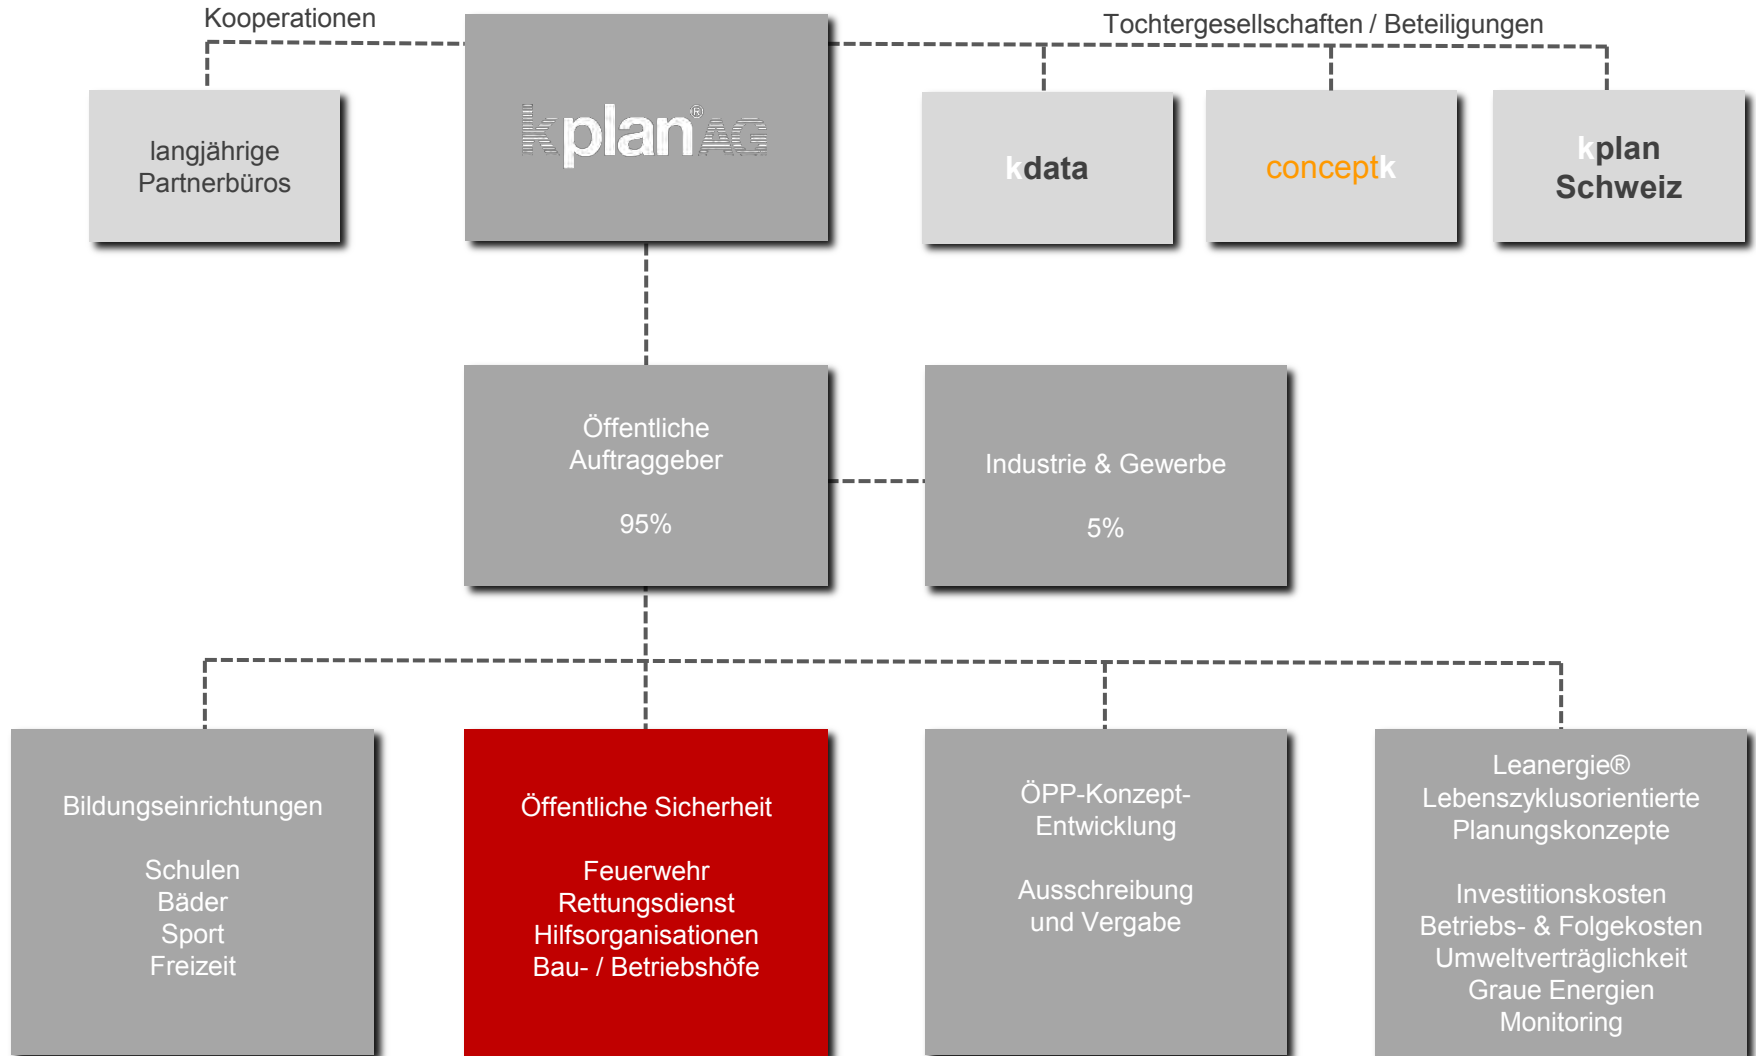 Kooperationen
Tochtergesellschaften / Beteiligungen
langjährige
Partnerbüros
kplan®AG
kdata
conceptk
kplan
Schweiz
Öffentliche
Auftraggeber
95%
Industrie & Gewerbe
5%
Bildungseinrichtungen
Schulen
Bäder
Sport
Freizeit
Öffentliche Sicherheit
Feuerwehr
Rettungsdienst
Hilfsorganisationen
Bau- / Betriebshöfe
ÖPP-Konzept-
Entwicklung
Ausschreibung
und Vergabe
Leanergie®
Lebenszyklusorientierte
Planungskonzepte
Investitionskosten
Betriebs- & Folgekosten
Umweltverträglichkeit
Graue Energien
Monitoring